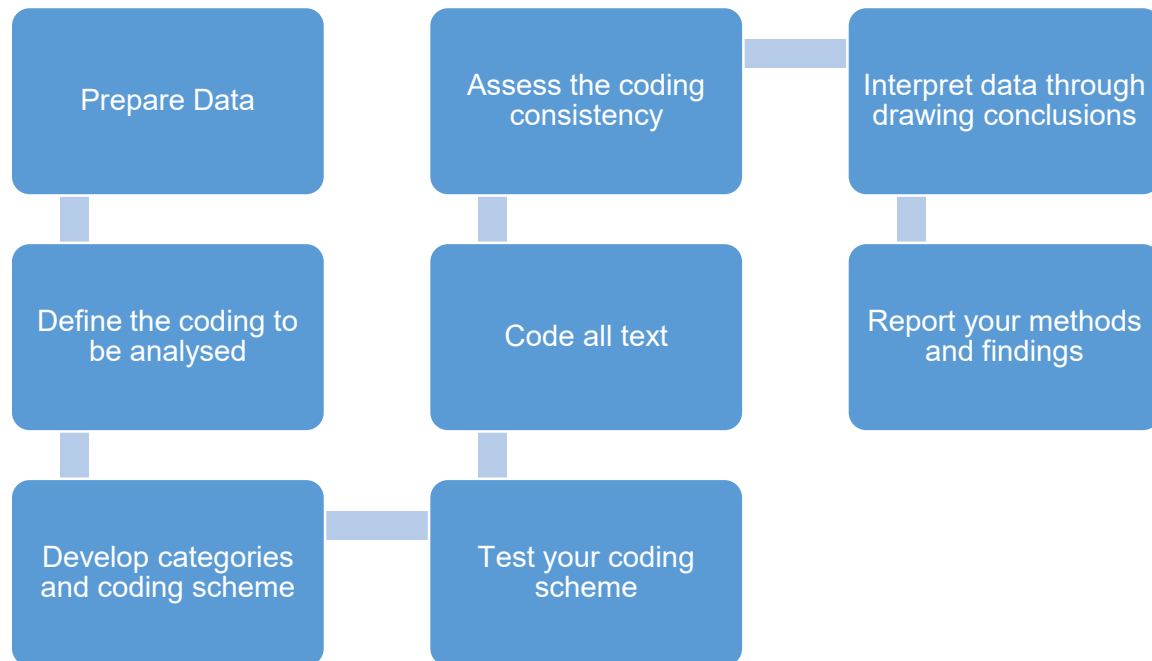 Prepare Data
Define the coding to
be analysed
Develop categories
and coding scheme
Test your coding
scheme
Code all text
Assess the coding
consistency
Interpret data through
drawing conclusions
Report your methods
and findings